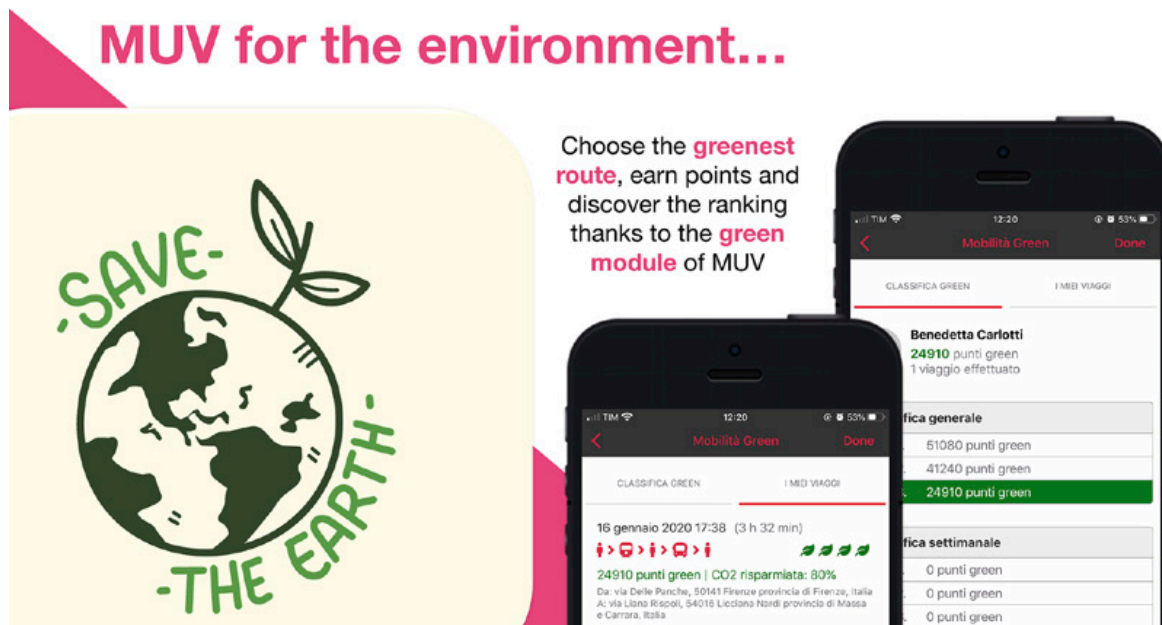 MUV for the environment...
-SAVE-
-THE EARTH-
Choose the greenest
route, earn points and
discover the ranking
thanks to the green
module of MUV
TIM 12:20 53%
Mobilità Green Done
CLASSIFICA GREEN I MIEI VIAGGI
16 gennaio 2020 17:38 (3 h 32 min)
24910 punti green | CO2 risparmiata: 80%
Da: via Delle Panche, 50141 Firenze provincia di Firenze, Italia
A: via Liana Rispoli, 54016 Licciana Nardi provincia di Massa
e Carrara, Italia
TIM 12:20 53%
Mobilità Green Done
CLASSIFICA GREEN I MIEI VIAGGI
Benedetta Carlotti
24910 punti green
1 viaggio effettuato
fica generale
51080 punti green
41240 punti green
24910 punti green
fica settimanale
0 punti green
0 punti green
0 punti green